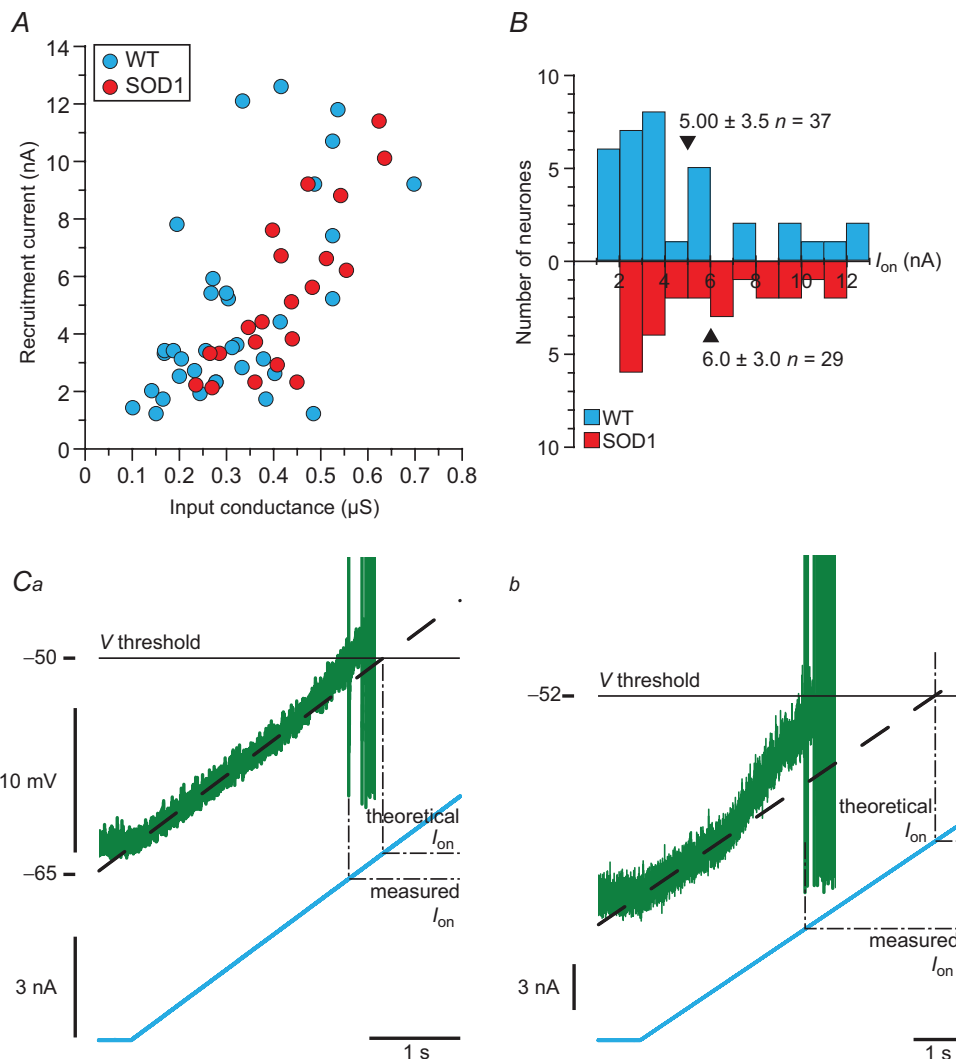 A
14
12
10
8
6
4
2
0
Recruitment current (nA)
WT
SOD1
0 0.1 0.2 0.3 0.4 0.5 0.6 0.7 0.8
Input conductance (µS)
B
10
5
0
5
10
Number of neurones
5.00 ± 3.5 n = 37
2 4 6 8 10 12
Ion (nA)
6.0 ± 3.0 n = 29
WT
SOD1
Ca
V threshold
–50
10 mV
–65
theoretical
Ion
measured
Ion
3 nA
1 s
b
V threshold
–52
theoretical
Ion
measured
Ion
3 nA
1 s